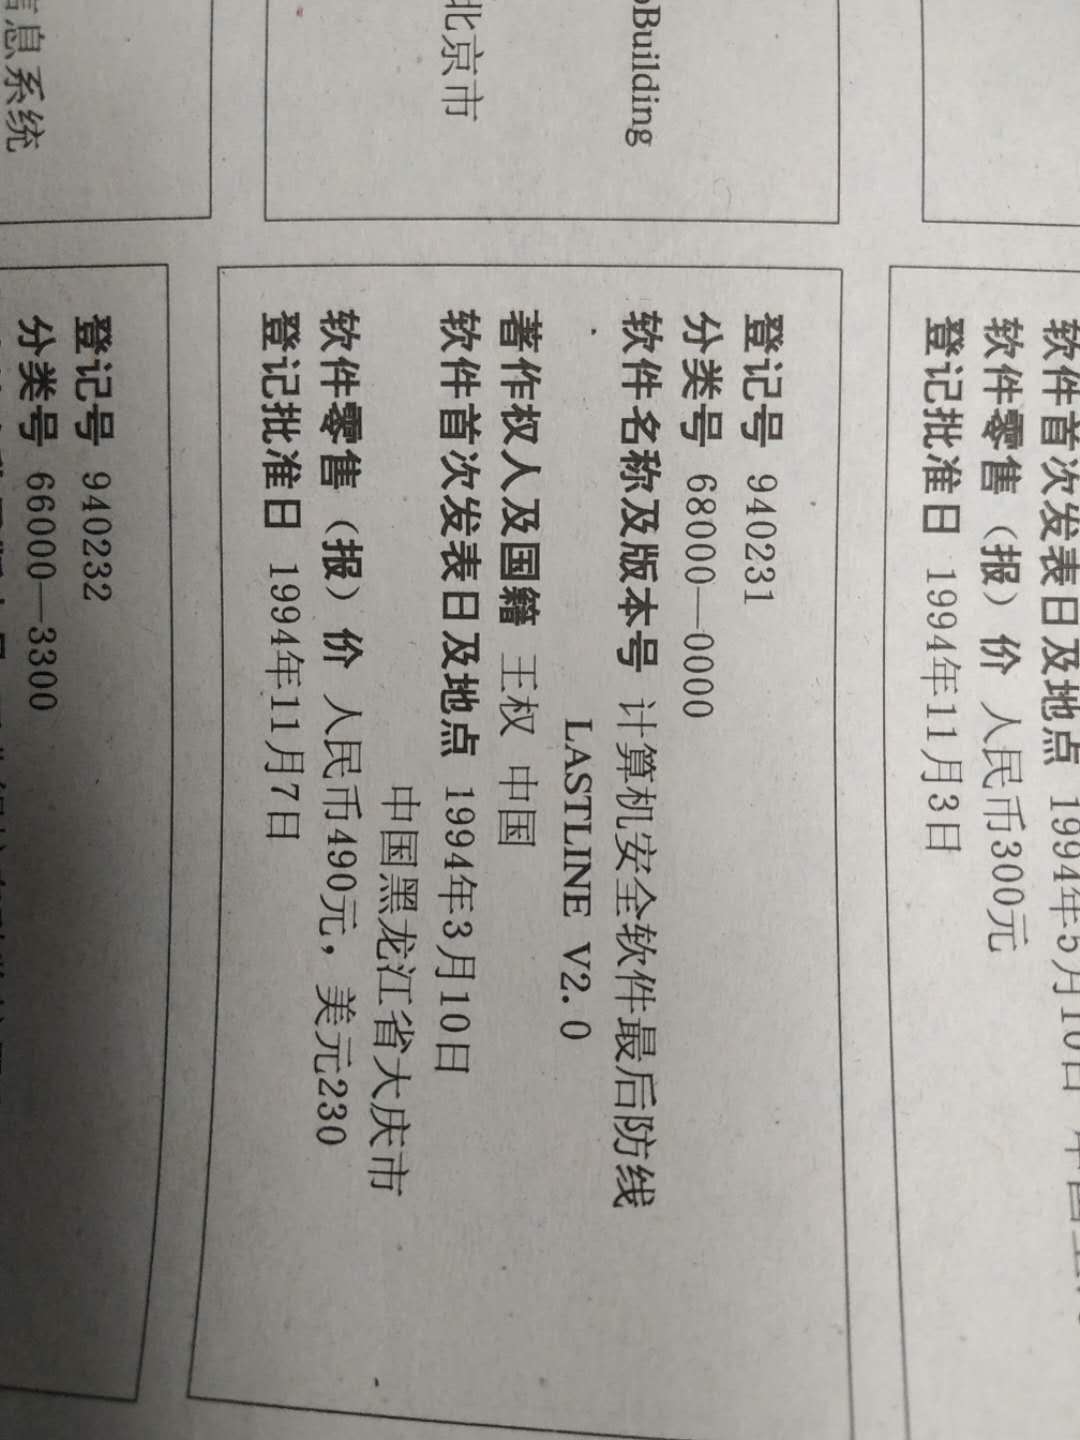 软件首次发表日及地点 1994年5月10日 中国
软件零售（报）价 人民币300元
登记批准日 1994年11月3日
登记号 940231
分类号 68000—0000
软件名称及版本号 计算机安全软件最后防线
LASTLINE V2.0
著作权人及国籍 王权 中国
软件首次发表日及地点 1994年3月10日
中国黑龙江省大庆市
软件零售（报）价 人民币490元，美元230
登记批准日 1994年11月7日
登记号 940232
分类号 66000—3300
Building
北京市
信息系统